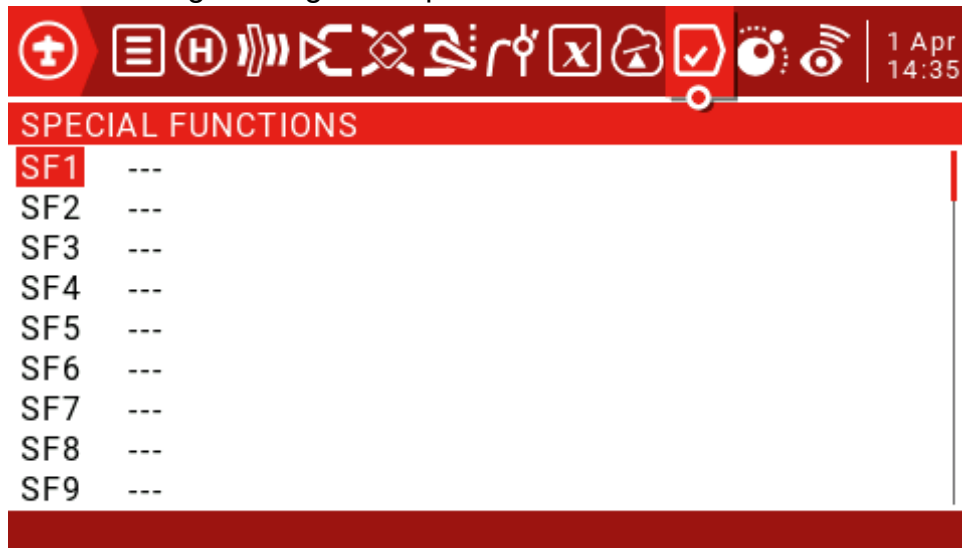 1 Apr
14:35
SPECIAL FUNCTIONS
SF1 ---
SF2 ---
SF3 ---
SF4 ---
SF5 ---
SF6 ---
SF7 ---
SF8 ---
SF9 ---